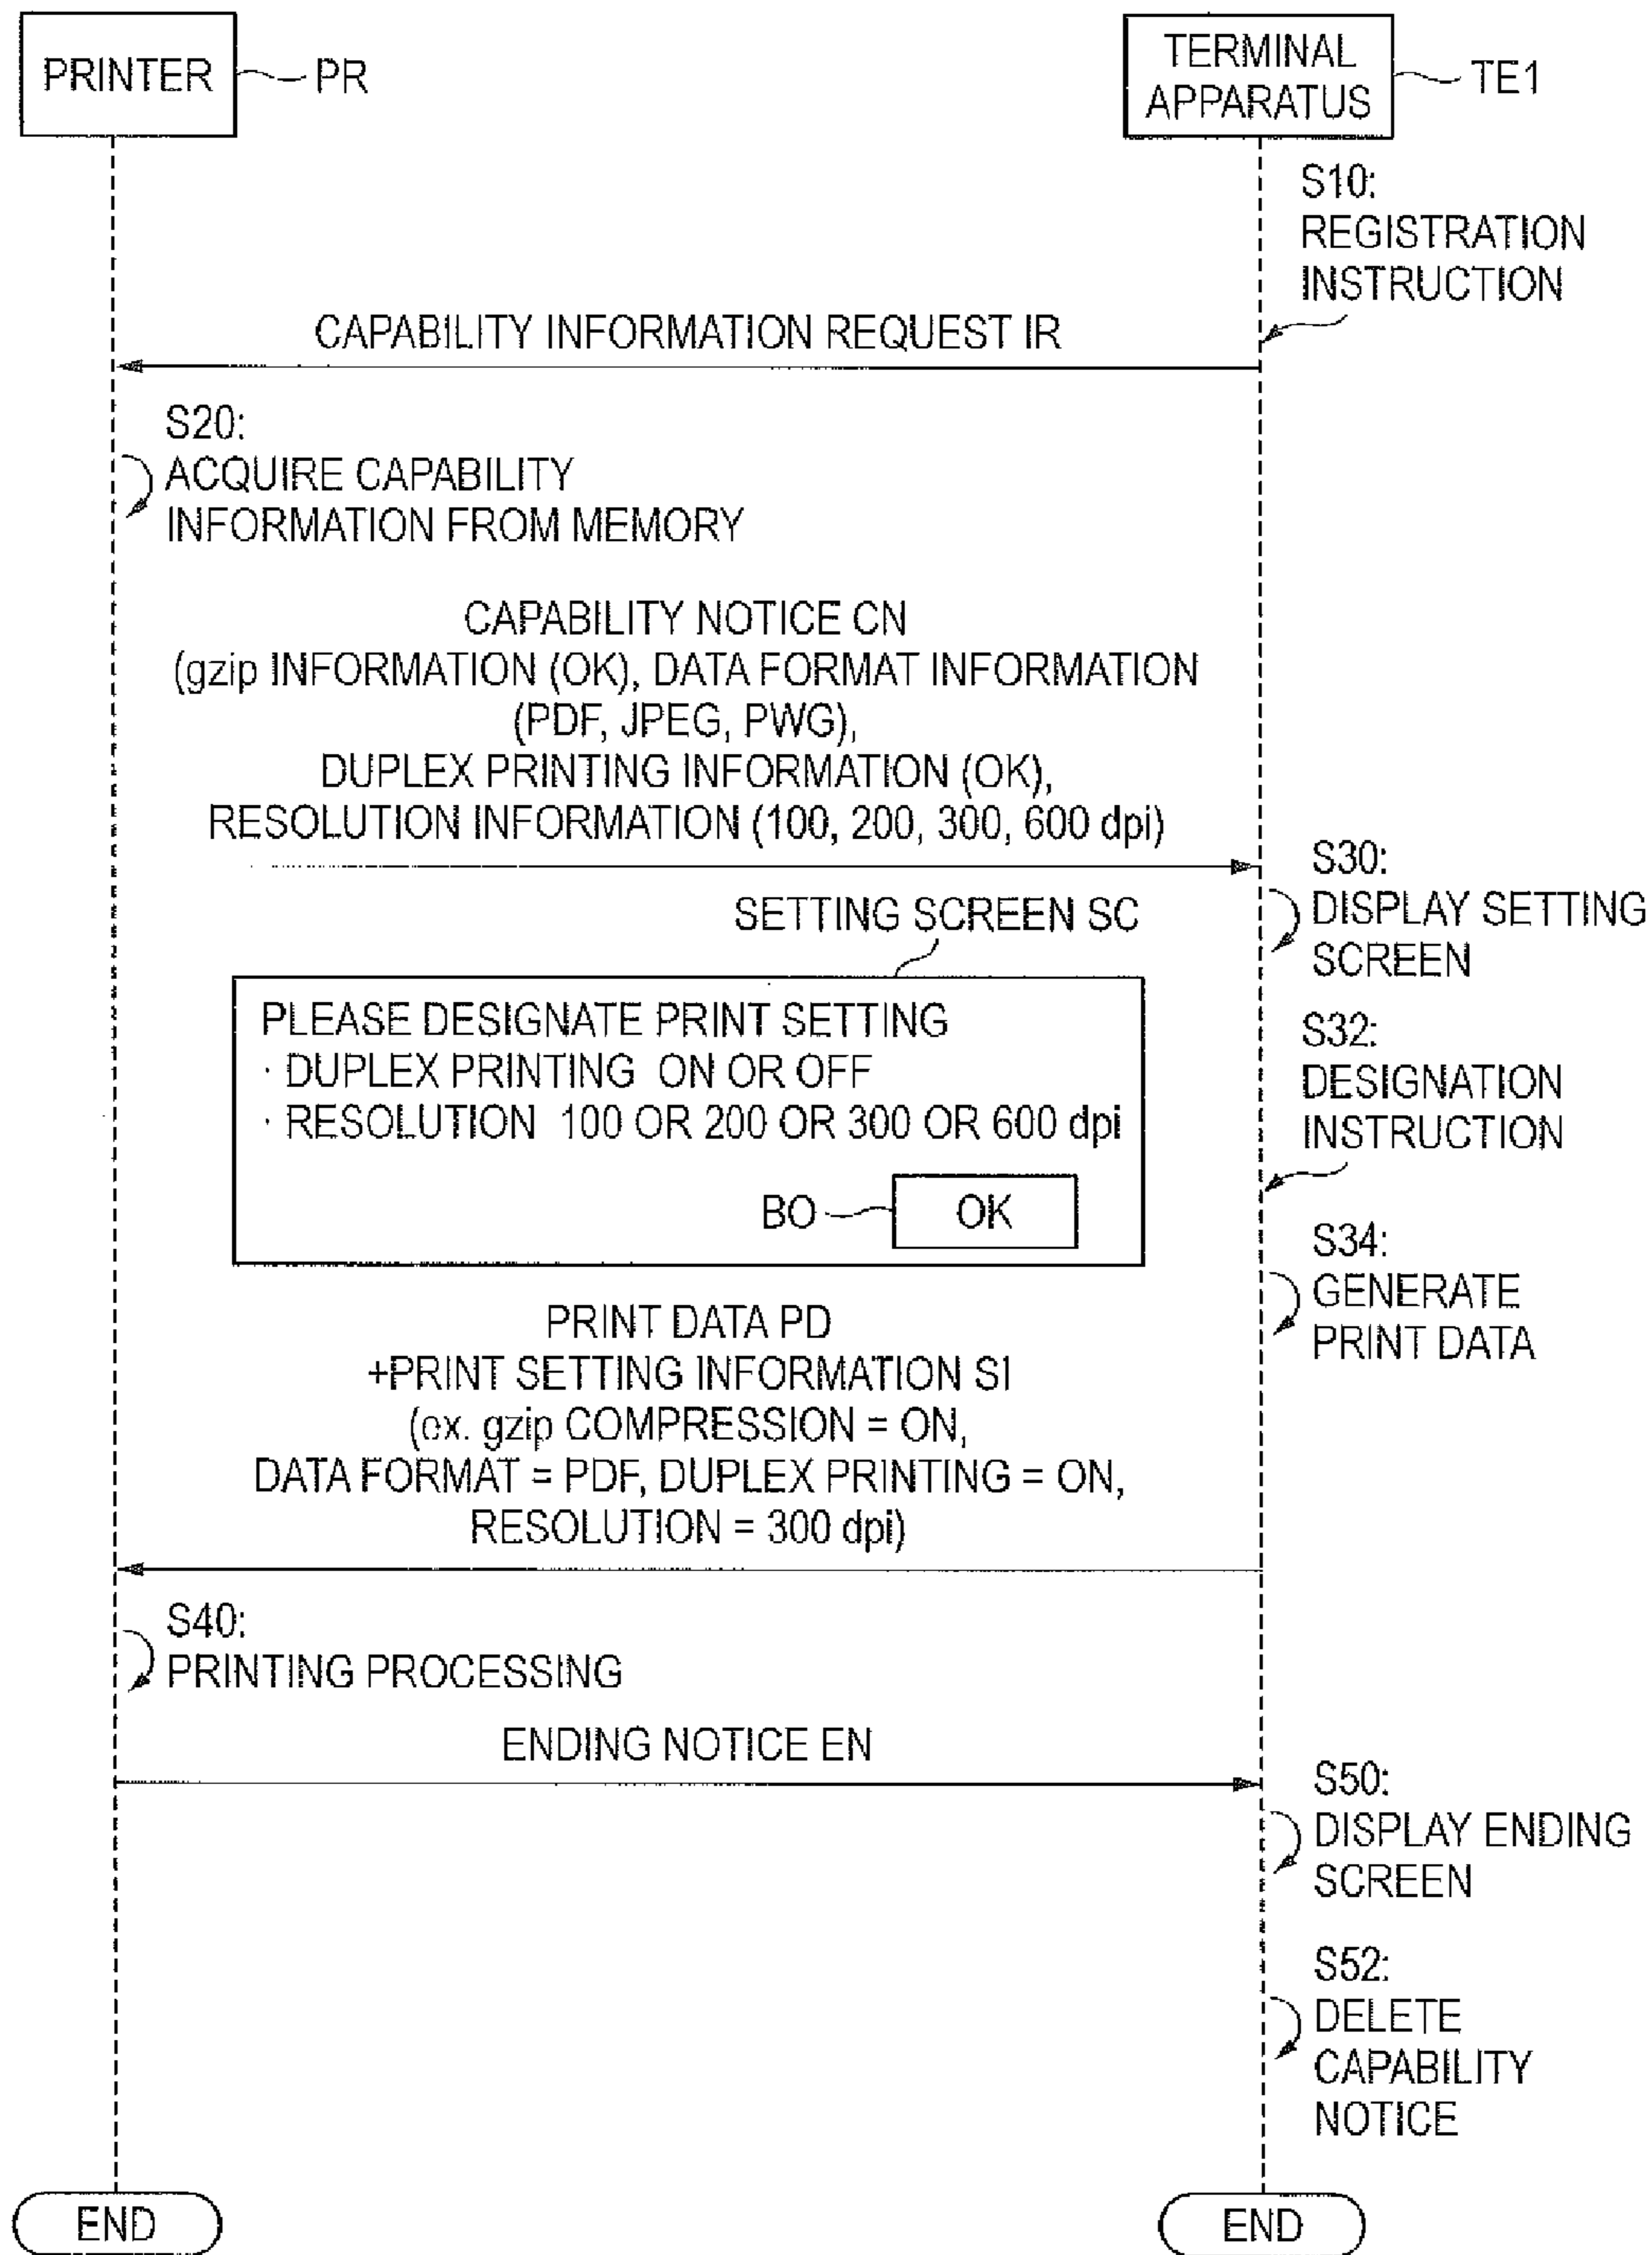 PRINTER
PR
TERMINAL
APPARATUS
TE1
S10:
REGISTRATION
INSTRUCTION
CAPABILITY INFORMATION REQUEST IR
S20:
ACQUIRE CAPABILITY
INFORMATION FROM MEMORY
CAPABILITY NOTICE CN
(gzip INFORMATION (OK), DATA FORMAT INFORMATION
(PDF, JPEG, PWG),
DUPLEX PRINTING INFORMATION (OK),
RESOLUTION INFORMATION (100, 200, 300, 600 dpi)
S30:
DISPLAY SETTING
SCREEN
SETTING SCREEN SC
PLEASE DESIGNATE PRINT SETTING
· DUPLEX PRINTING ON OR OFF
· RESOLUTION 100 OR 200 OR 300 OR 600 dpi
BO
OK
S32:
DESIGNATION
INSTRUCTION
S34:
GENERATE
PRINT DATA
PRINT DATA PD
+PRINT SETTING INFORMATION SI
(ex. gzip COMPRESSION = ON,
DATA FORMAT = PDF, DUPLEX PRINTING = ON,
RESOLUTION = 300 dpi)
S40:
PRINTING PROCESSING
ENDING NOTICE EN
S50:
DISPLAY ENDING
SCREEN
S52:
DELETE
CAPABILITY
NOTICE
END
END